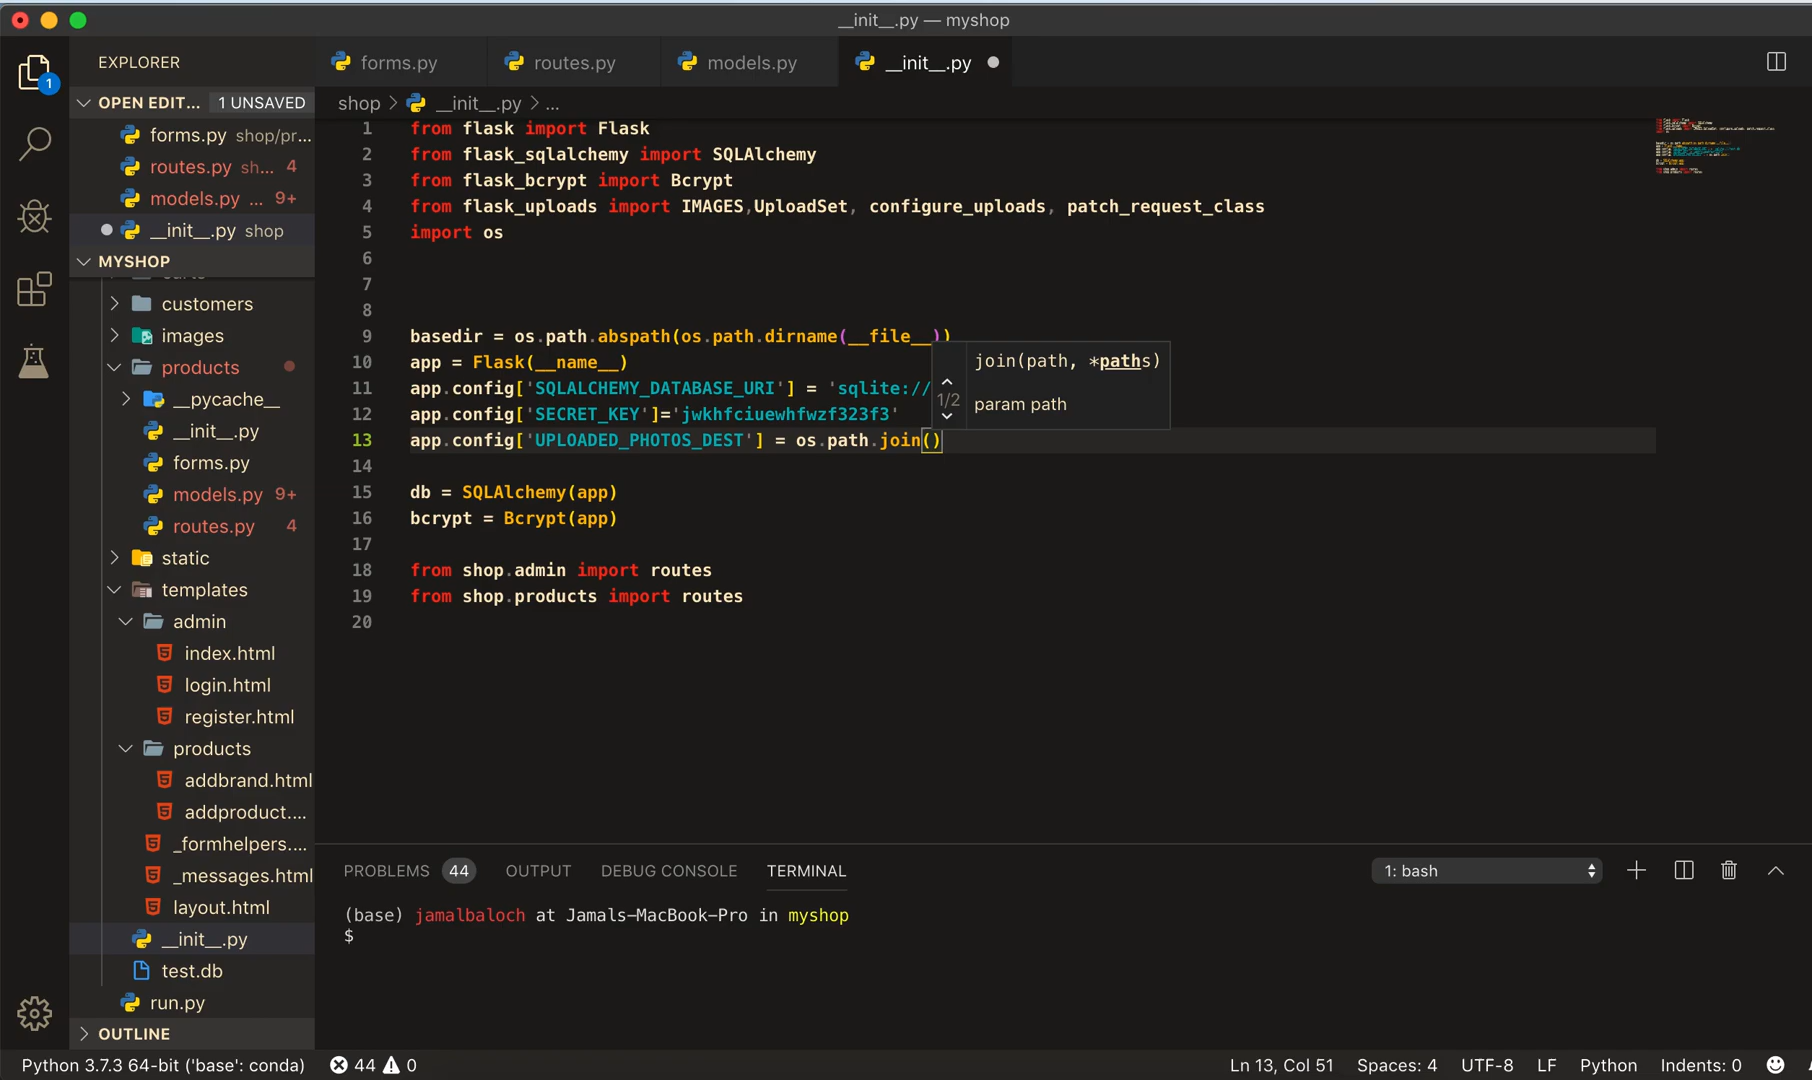 __init__.py — myshop
EXPLORER
forms.py
routes.py
models.py
__init__.py
OPEN EDIT... 1 UNSAVED
shop > __init__.py > ...
forms.py shop/pr...
routes.py sh... 4
models.py ... 9+
__init__.py shop
MYSHOP
customers
images
products
__pycache__
__init__.py
forms.py
models.py 9+
routes.py 4
static
templates
admin
index.html
login.html
register.html
products
addbrand.html
addproduct....
_formhelpers....
_messages.html
layout.html
__init__.py
test.db
run.py
OUTLINE
1
1 from flask import Flask
2 from flask_sqlalchemy import SQLAlchemy
3 from flask_bcrypt import Bcrypt
4 from flask_uploads import IMAGES,UploadSet, configure_uploads, patch_request_class
5 import os
6
7
8
9 basedir = os.path.abspath(os.path.dirname(__file__))
10 app = Flask(__name__)
11 app.config['SQLALCHEMY_DATABASE_URI'] = 'sqlite://
12 app.config['SECRET_KEY']='jwkhfciuewhfwzf323f3'
13 app.config['UPLOADED_PHOTOS_DEST'] = os.path.join()
14
15 db = SQLAlchemy(app)
16 bcrypt = Bcrypt(app)
17
18 from shop.admin import routes
19 from shop.products import routes
20
join(path, *paths)
1/2
param path
PROBLEMS 44 OUTPUT DEBUG CONSOLE TERMINAL
1: bash
(base) jamalbaloch at Jamals-MacBook-Pro in myshop
$
Python 3.7.3 64-bit ('base': conda) 44 0
Ln 13, Col 51 Spaces: 4 UTF-8 LF Python Indents: 0